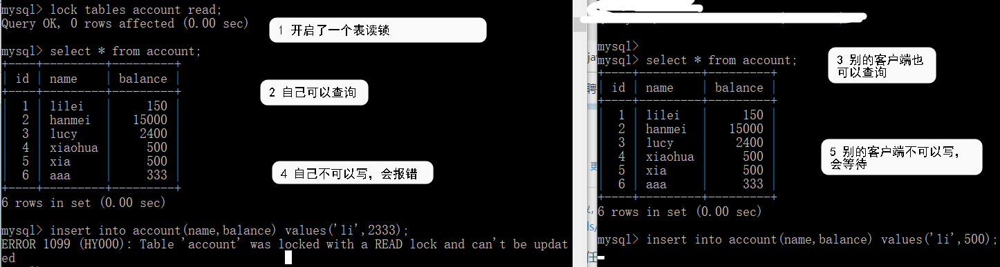 mysql> lock tables account read;
Query OK, 0 rows affected (0.00 sec)
1 开启了一个表读锁
mysql> select * from account;
+----+---------+---------+
| id | name    | balance |
+----+---------+---------+
|  1 | lilei   |     150 |
|  2 | hanmei  |   15000 |
|  3 | lucy    |    2400 |
|  4 | xiaohua |     500 |
|  5 | xia     |     500 |
|  6 | aaa     |     333 |
+----+---------+---------+
6 rows in set (0.00 sec)
2 自己可以查询
4 自己不可以写，会报错
mysql> insert into account(name,balance) values('li',2333);
ERROR 1099 (HY000): Table 'account' was locked with a READ lock and can't be updat
ed
mysql>
mysql> select * from account;
+----+---------+---------+
| id | name    | balance |
+----+---------+---------+
|  1 | lilei   |     150 |
|  2 | hanmei  |   15000 |
|  3 | lucy    |    2400 |
|  4 | xiaohua |     500 |
|  5 | xia     |     500 |
|  6 | aaa     |     333 |
+----+---------+---------+
6 rows in set (0.00 sec)
3 别的客户端也
可以查询
5 别的客户端不可以写，
会等待
mysql> insert into account(name,balance) values('li',500);
聘
更
ls/
任